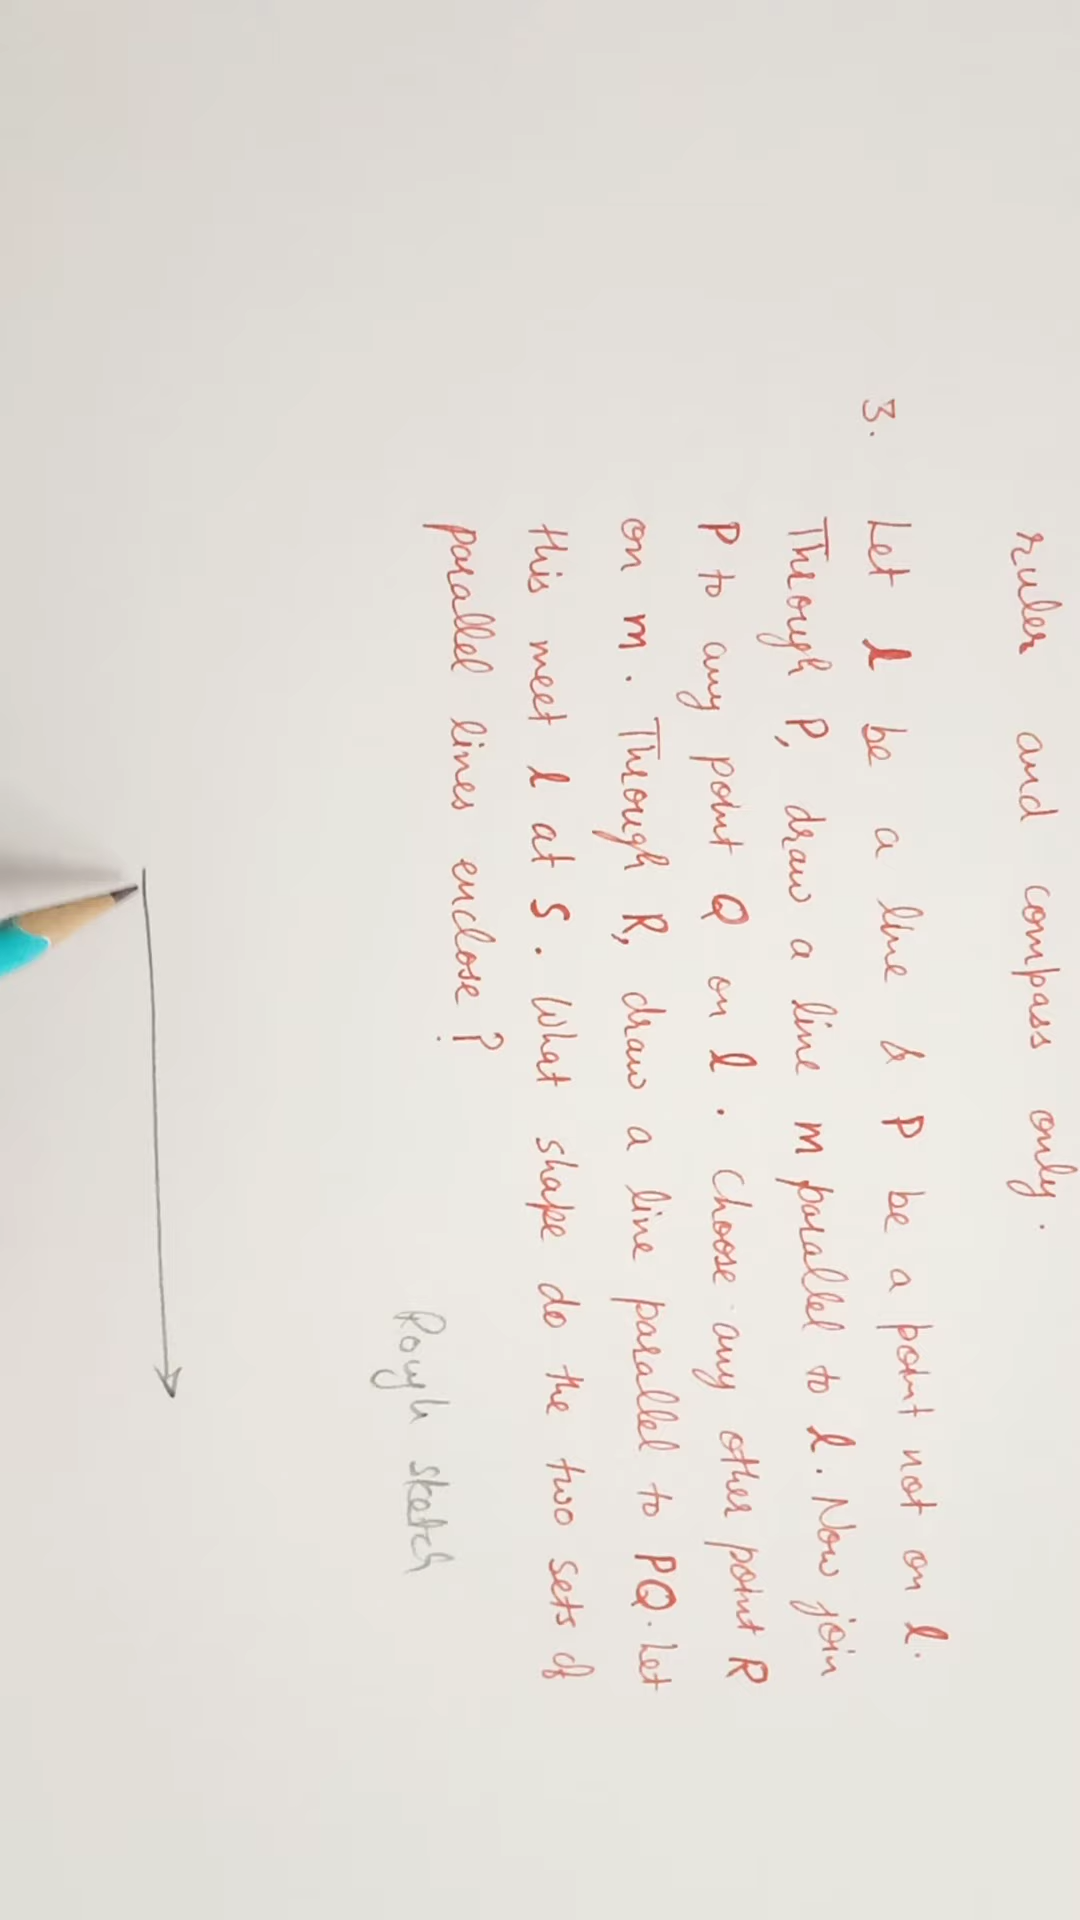 ruler and compass only.
3. Let l be a line & P be a point not on l.
Through P, draw a line m parallel to l. Now join
P to any point Q on l. Choose any other point R
on m. Through R, draw a line parallel to PQ. Let
this meet l at S. What shape do the two sets of
parallel lines enclose?
Rough sketch